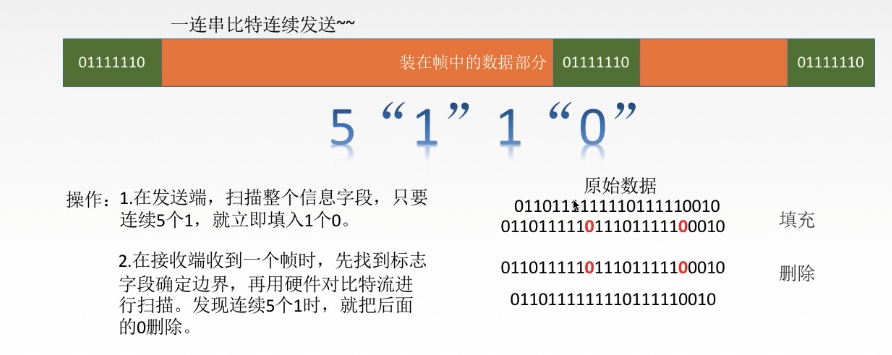 一连串比特连续发送~~
01111110 装在帧中的数据部分 01111110 01111110
5 “1” 1 “0”
操作：1.在发送端，扫描整个信息字段，只要
连续5个1，就立即填入1个0。
2.在接收端收到一个帧时，先找到标志
字段确定边界，再用硬件对比特流进
行扫描。发现连续5个1时，就把后面
的0删除。
原始数据
0110111111110111110010
011011111011101111100010 填充
011011111011101111100010 删除
0110111111110111110010